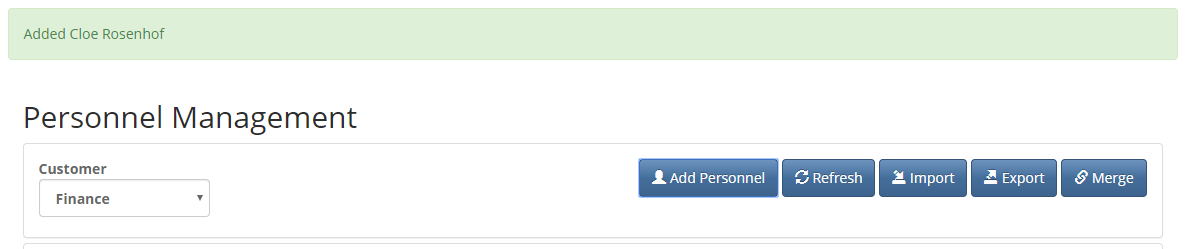 Added Cloe Rosenhof
Personnel Management
Customer
Finance
Add Personnel
Refresh
Import
Export
Merge